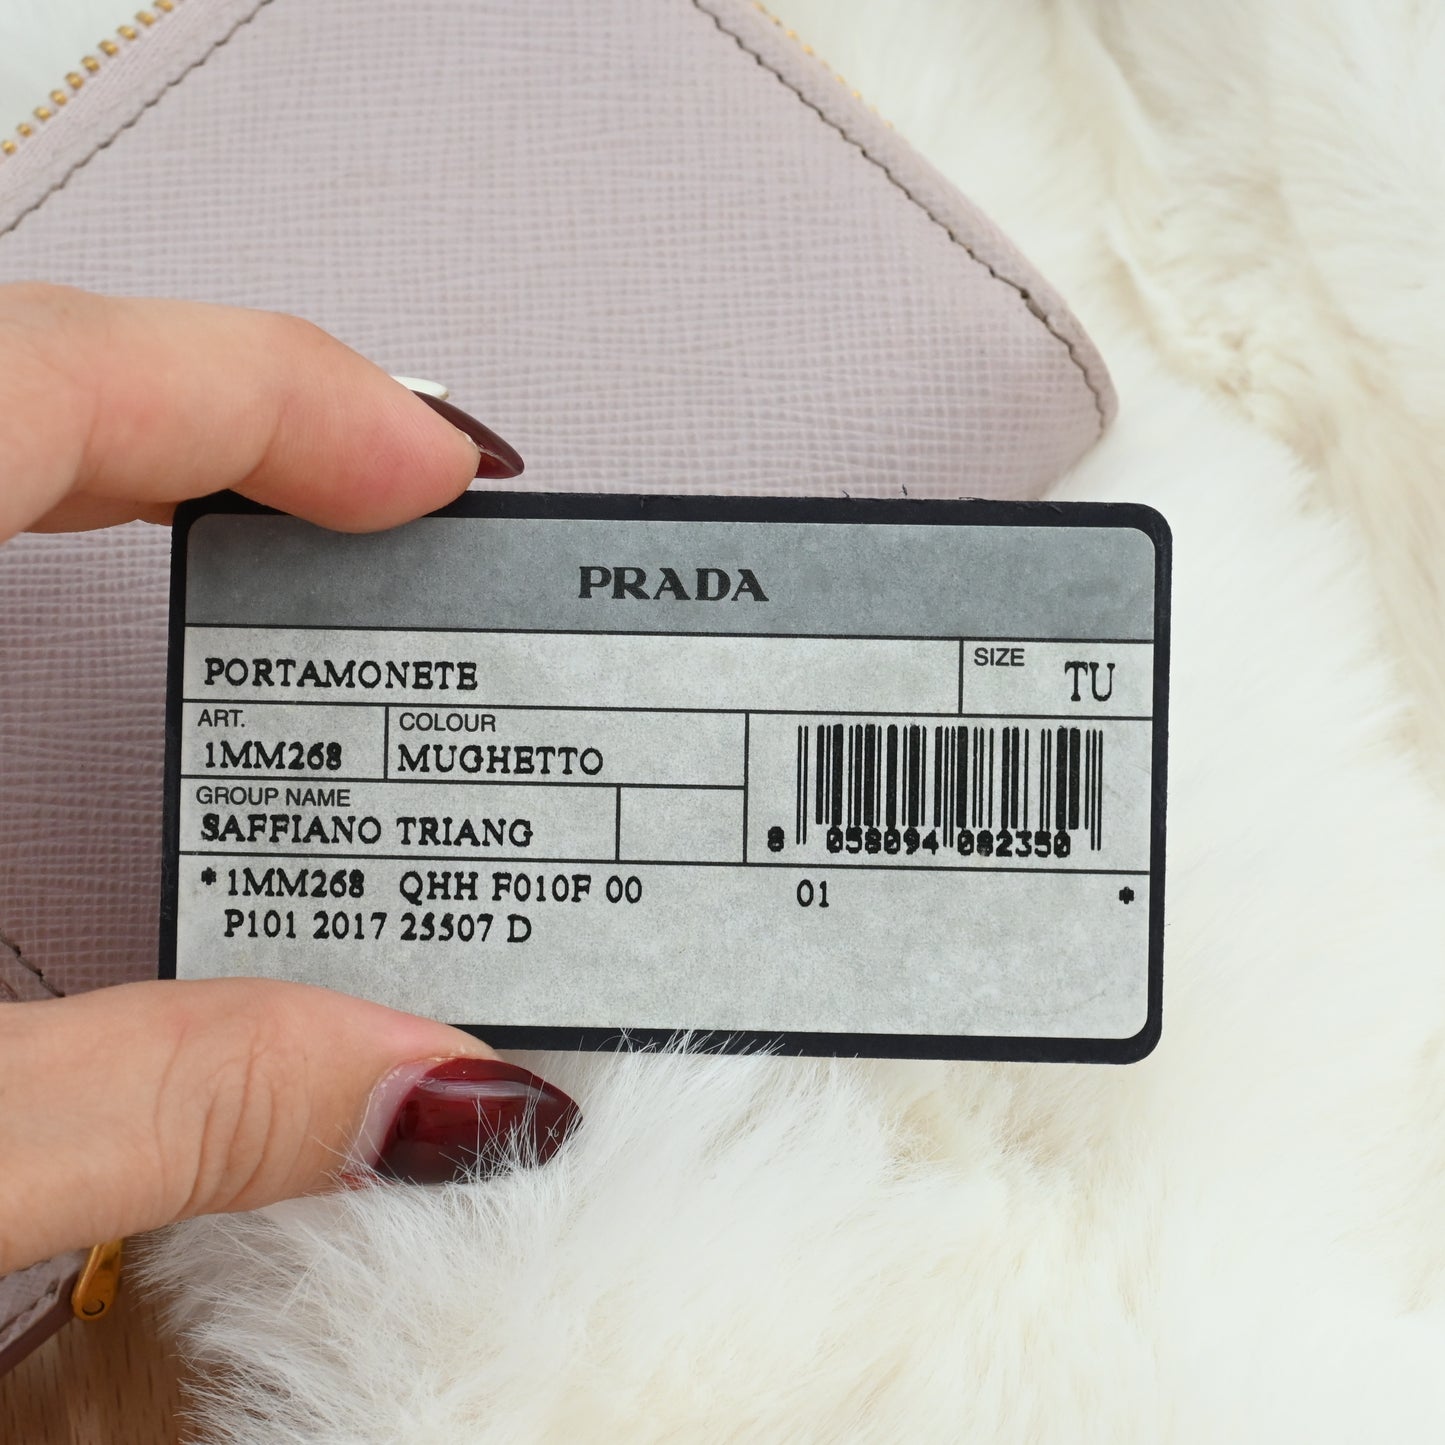 PRADA
PORTAMONETE
SIZE TU
ART. 1MM268
COLOUR MUGHETTO
GROUP NAME
SAFFIANO TRIANG
8 058094 082350
*1MM268 QHH F010F 00 01 *
P101 2017 25507 D